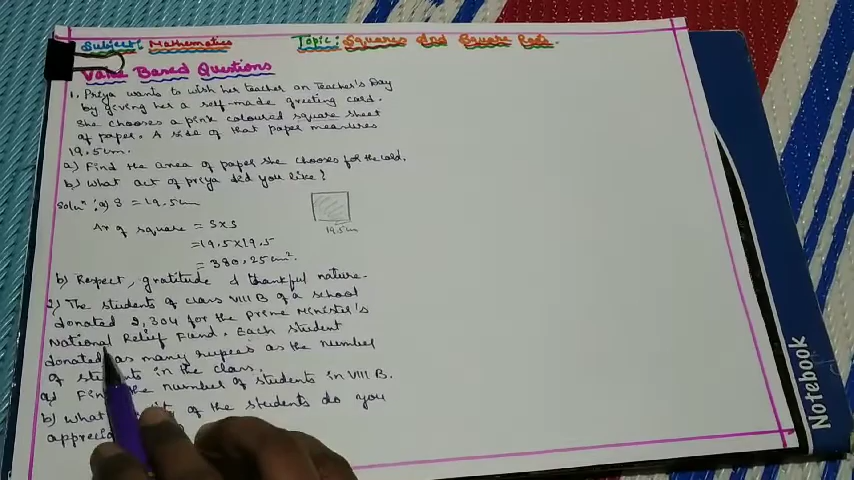 Subject: Mathematics
Topic: Squares and Square Roots.
Value Based Questions
1. Priya wants to wish her teacher on Teacher's Day
by giving her a self-made greeting card.
She chooses a pink coloured square sheet
of paper. A side of that paper measures
19.5cm.
a) Find the area of paper she chooses for the card.
b) What act of priya did you like?
Soln: a) S = 19.5cm
Ar of square = S×S
= 19.5×19.5
= 380.25cm².
19.5cm
b) Respect, gratitude & thankful nature.
2) The students of class VIII B of a school
donated 2,304 for the prime Minister's
National Relief Fund. Each student
donated as many rupees as the number
of students in the class.
a) Find the number of students in VIII B.
b) What of the students do you
Notebook